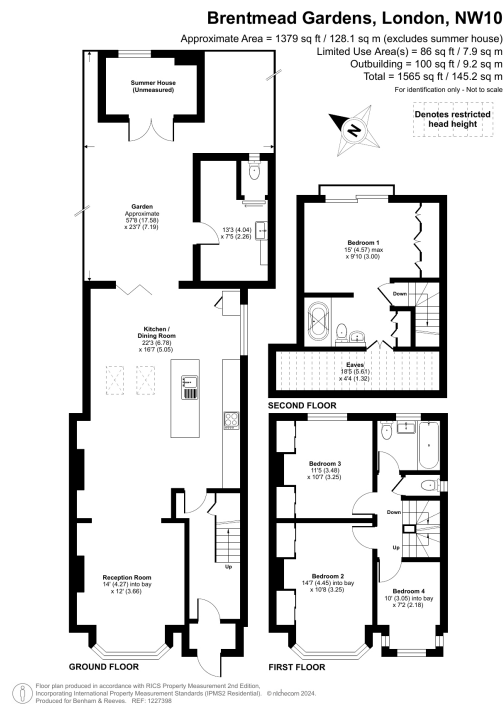 Brentmead Gardens, London, NW10
Approximate Area = 1379 sq ft / 128.1 sq m (excludes summer house)
Limited Use Area(s) = 86 sq ft / 7.9 sq m
Outbuilding = 100 sq ft / 9.2 sq m
Total = 1565 sq ft / 145.2 sq m
For identification only - Not to scale
Denotes restricted
head height
N
Summer House
(Unmeasured)
Garden
Approximate
57'8 (17.58)
x 23'7 (7.19)
13'3 (4.04)
x 7'5 (2.26)
Bedroom 1
15' (4.57) max
x 9'10 (3.00)
Down
Kitchen /
Dining Room
22'3 (6.78)
x 16'7 (5.05)
Eaves
18'5 (5.61)
x 4'4 (1.32)
SECOND FLOOR
Bedroom 3
11'5 (3.48)
x 10'7 (3.25)
Down
Up
Up
Reception Room
14' (4.27) into bay
x 12' (3.66)
Bedroom 2
14'7 (4.45) into bay
x 10'8 (3.25)
Bedroom 4
10' (3.05) into bay
x 7'2 (2.18)
GROUND FLOOR
FIRST FLOOR
Floor plan produced in accordance with RICS Property Measurement 2nd Edition,
Incorporating International Property Measurement Standards (IPMS2 Residential). © nichecom 2024.
Produced for Benham & Reeves. REF: 1227398